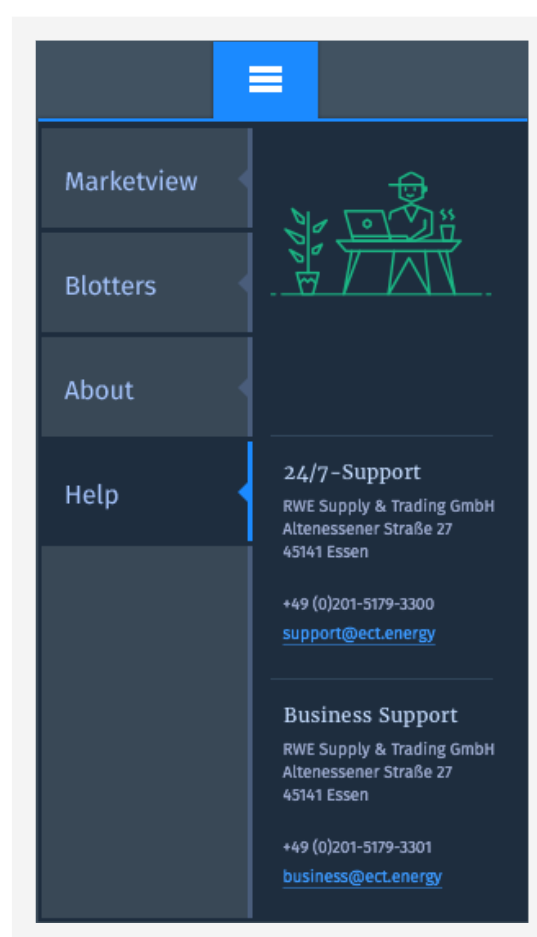 Marketview
Blotters
About
Help
24/7-Support
RWE Supply & Trading GmbH
Altenessener Straße 27
45141 Essen
+49 (0)201-5179-3300
support@ect.energy
Business Support
RWE Supply & Trading GmbH
Altenessener Straße 27
45141 Essen
+49 (0)201-5179-3301
business@ect.energy